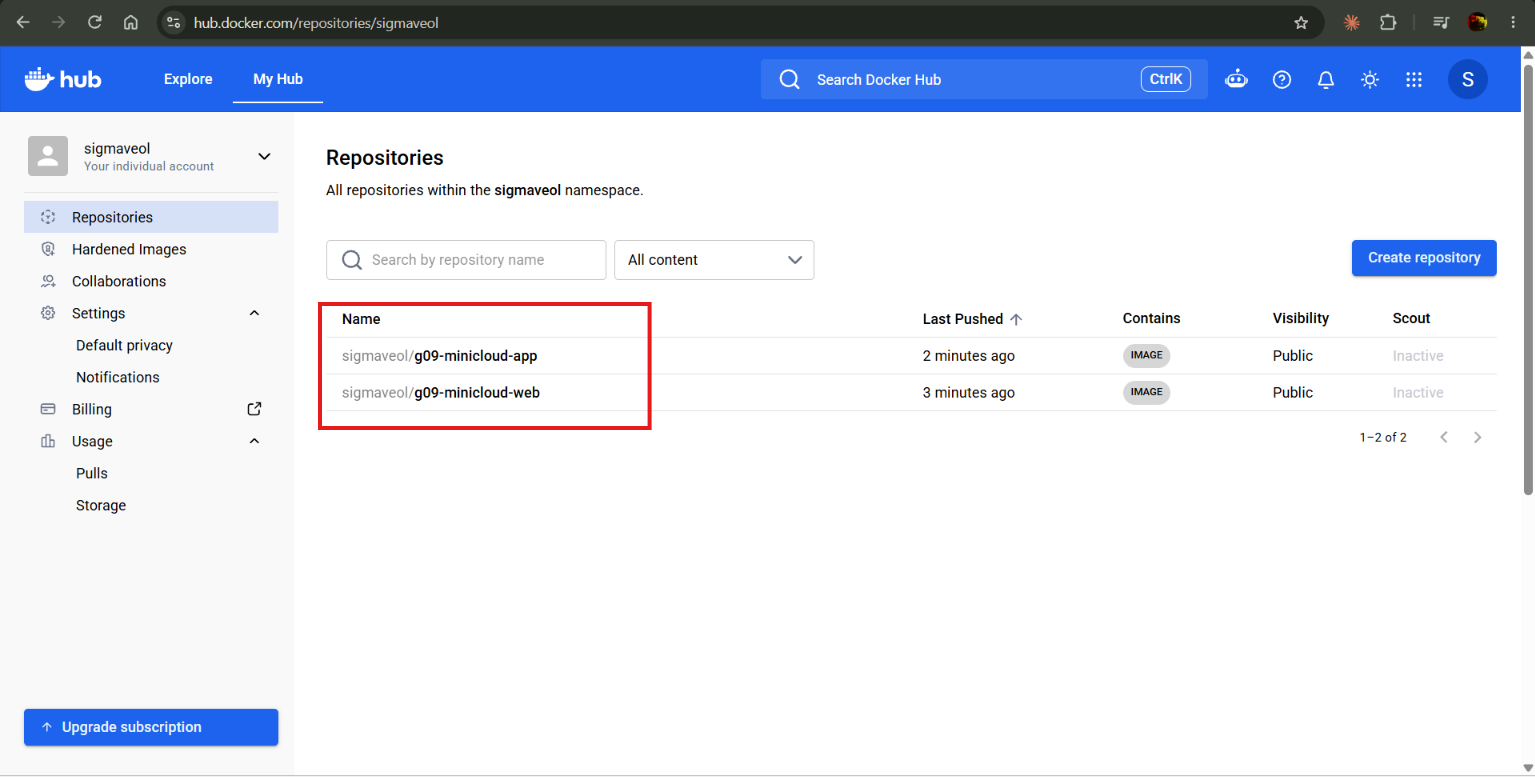 hub.docker.com/repositories/sigmaveol
hub
Explore
My Hub
Search Docker Hub
CtrlK
S
sigmaveol
Your individual account
Repositories
Hardened Images
Collaborations
Settings
Default privacy
Notifications
Billing
Usage
Pulls
Storage
Upgrade subscription
Repositories
All repositories within the sigmaveol namespace.
Search by repository name
All content
Create repository
Name Last Pushed Contains Visibility Scout
sigmaveol/g09-minicloud-app 2 minutes ago IMAGE Public Inactive
sigmaveol/g09-minicloud-web 3 minutes ago IMAGE Public Inactive
1–2 of 2